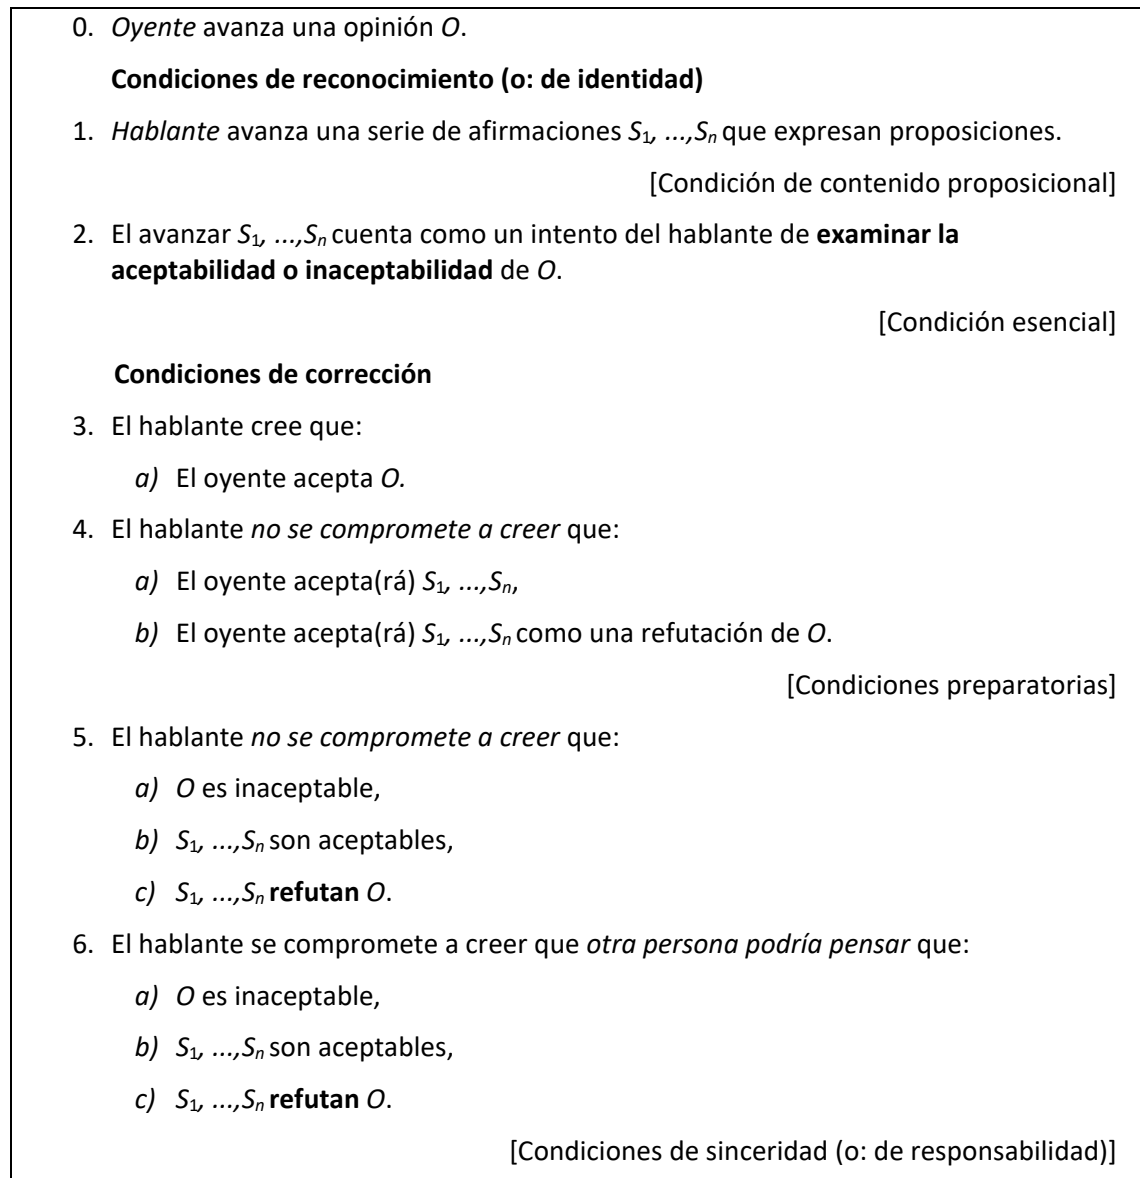 0. Oyente avanza una opinión O.
Condiciones de reconocimiento (o: de identidad)
1. Hablante avanza una serie de afirmaciones S1, ...,Sn que expresan proposiciones.
[Condición de contenido proposicional]
2. El avanzar S1, ...,Sn cuenta como un intento del hablante de examinar la
aceptabilidad o inaceptabilidad de O.
[Condición esencial]
Condiciones de corrección
3. El hablante cree que:
a) El oyente acepta O.
4. El hablante no se compromete a creer que:
a) El oyente acepta(rá) S1, ...,Sn,
b) El oyente acepta(rá) S1, ...,Sn como una refutación de O.
[Condiciones preparatorias]
5. El hablante no se compromete a creer que:
a) O es inaceptable,
b) S1, ...,Sn son aceptables,
c) S1, ...,Sn refutan O.
6. El hablante se compromete a creer que otra persona podría pensar que:
a) O es inaceptable,
b) S1, ...,Sn son aceptables,
c) S1, ...,Sn refutan O.
[Condiciones de sinceridad (o: de responsabilidad)]